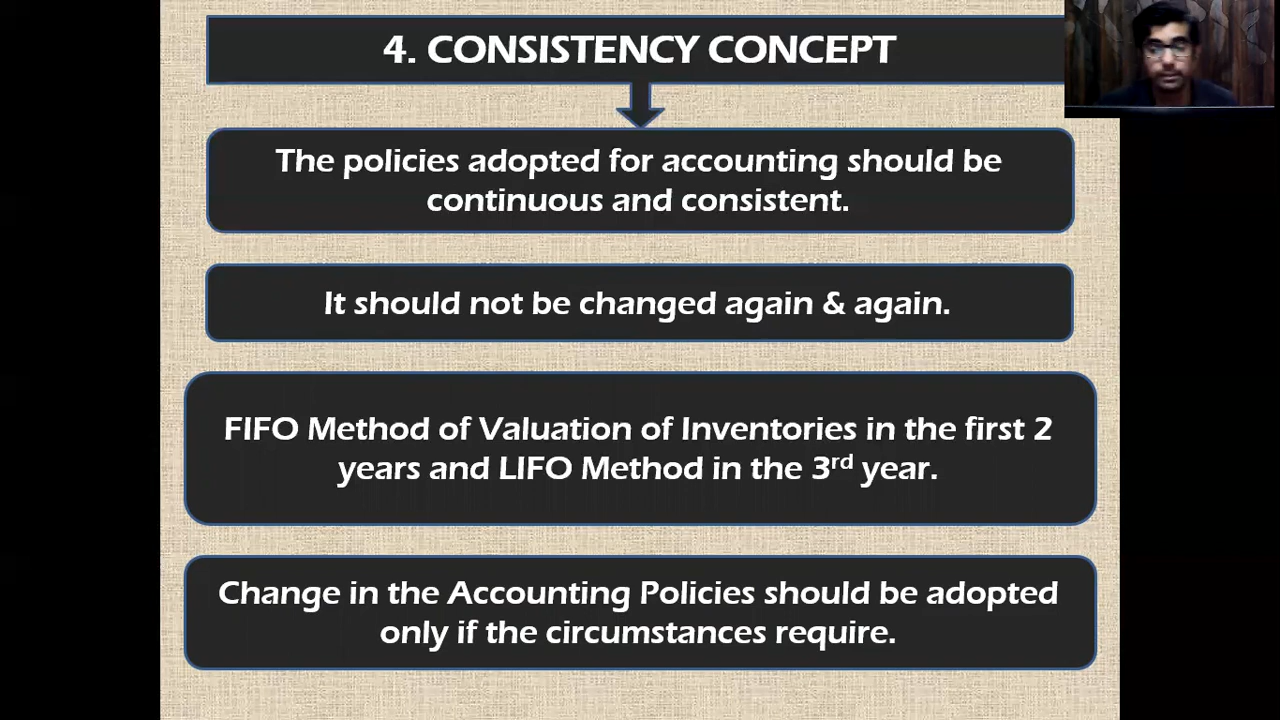 4. CONSISTENCY CONCEPT
The policies adopted for accounting should be
continuous and consistent.
It should not be changed again & again.
FIFO Method of Valuation of Inventories in the first 2
years and LIFO Method in the 3rd year.
Change in the Accounting Policies should be adopted
only if the circumstances require.